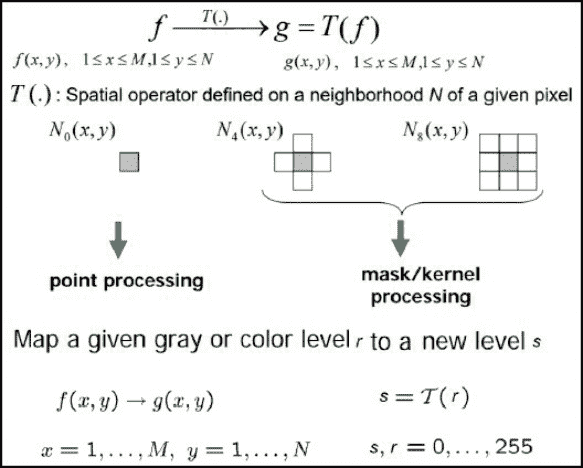 f —T(.)→ g = T(f)
f(x, y), 1≤x≤M,1≤y≤N g(x, y), 1≤x≤M,1≤y≤N
T(.): Spatial operator defined on a neighborhood N of a given pixel
N₀(x, y) N₄(x, y) N₈(x, y)
point processing
mask/kernel
processing
Map a given gray or color level r to a new level s
f(x, y) → g(x, y) s = T(r)
x = 1, . . . , M, y = 1, . . . , N s, r = 0, . . . , 255